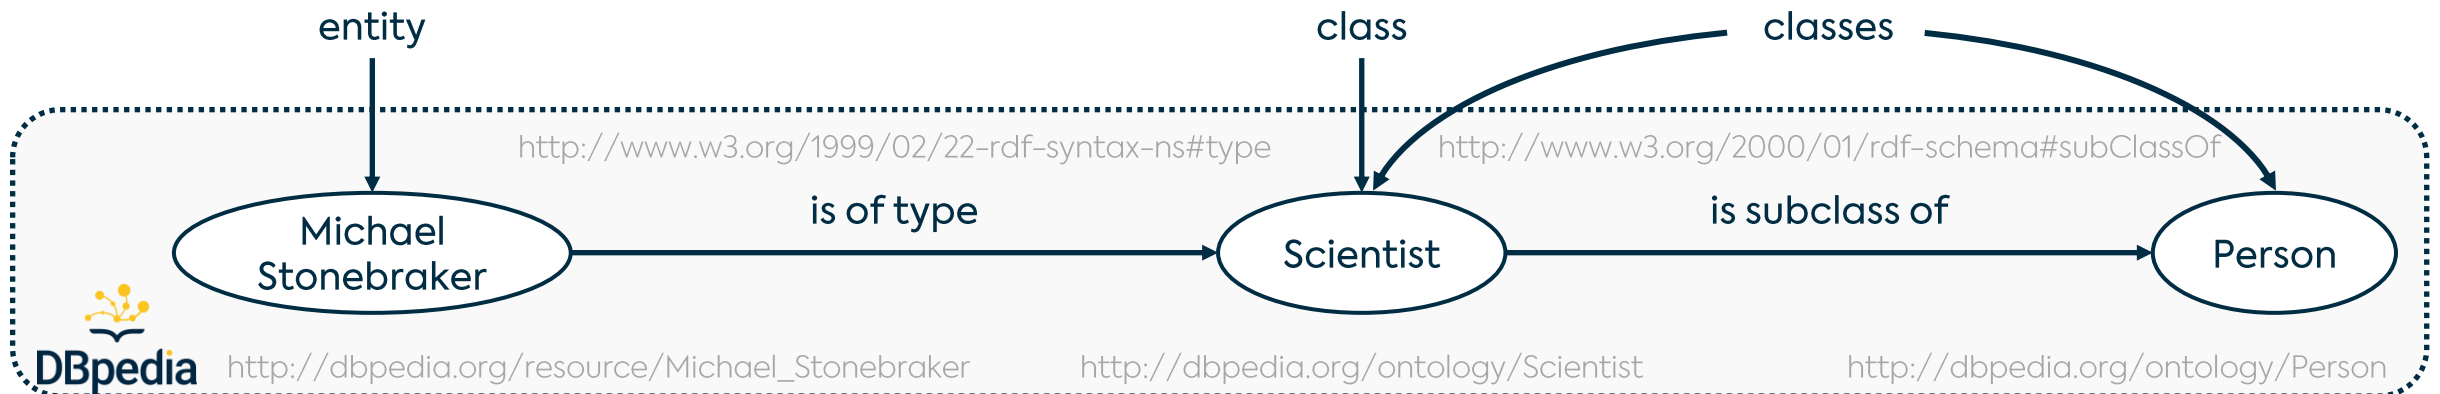 entity
class
classes
http://www.w3.org/1999/02/22-rdf-syntax-ns#type
http://www.w3.org/2000/01/rdf-schema#subClassOf
is of type
is subclass of
Michael
Stonebraker
Scientist
Person
DBpedia
http://dbpedia.org/resource/Michael_Stonebraker
http://dbpedia.org/ontology/Scientist
http://dbpedia.org/ontology/Person